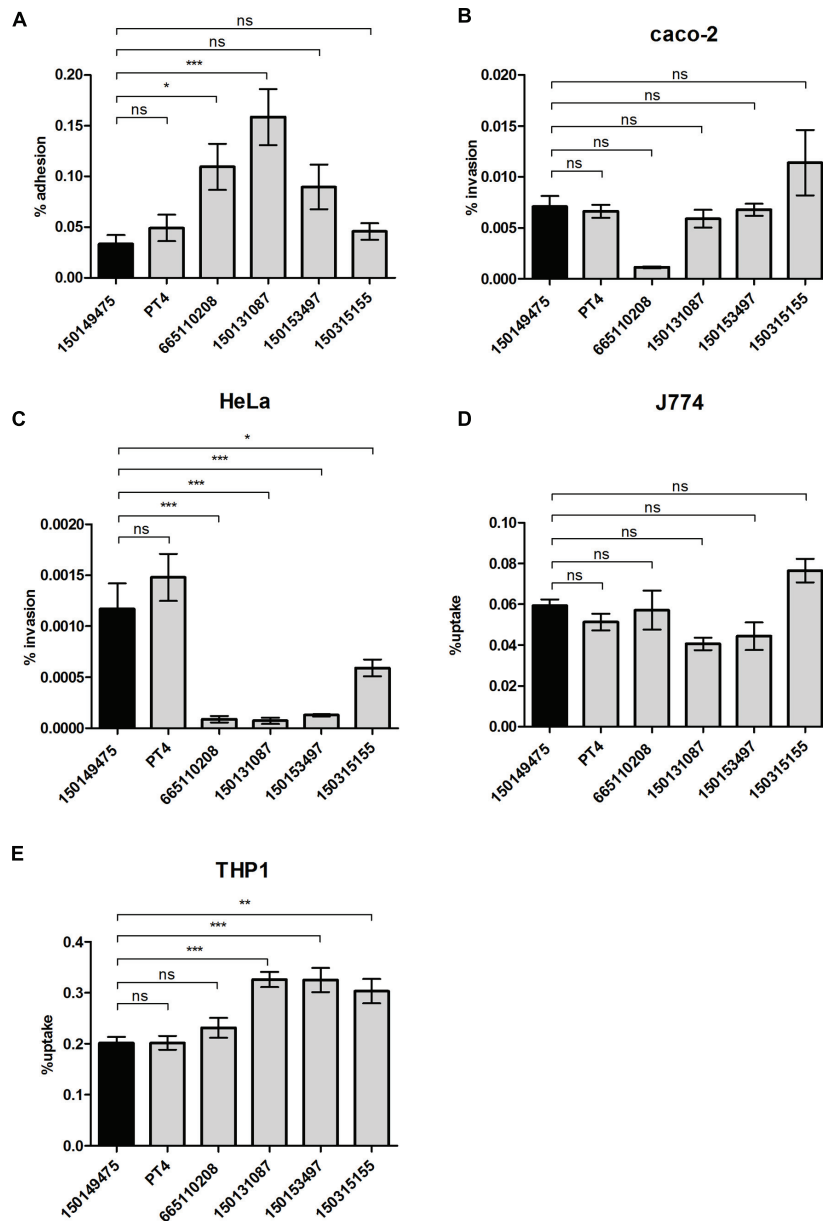 A
ns
ns
***
*
ns
0.20
0.15
0.10
0.05
0.00
% adhesion
150149475
PT4
665110208
150131087
150153497
150315155
B
caco-2
ns
ns
ns
ns
ns
0.020
0.015
0.010
0.005
0.000
% invasion
150149475
PT4
665110208
150131087
150153497
150315155
C
HeLa
*
***
***
***
ns
0.0020
0.0015
0.0010
0.0005
0.0000
% invasion
150149475
PT4
665110208
150131087
150153497
150315155
D
J774
ns
ns
ns
ns
ns
0.10
0.08
0.06
0.04
0.02
0.00
%uptake
150149475
PT4
665110208
150131087
150153497
150315155
E
THP1
**
***
***
ns
ns
0.4
0.3
0.2
0.1
0.0
%uptake
150149475
PT4
665110208
150131087
150153497
150315155